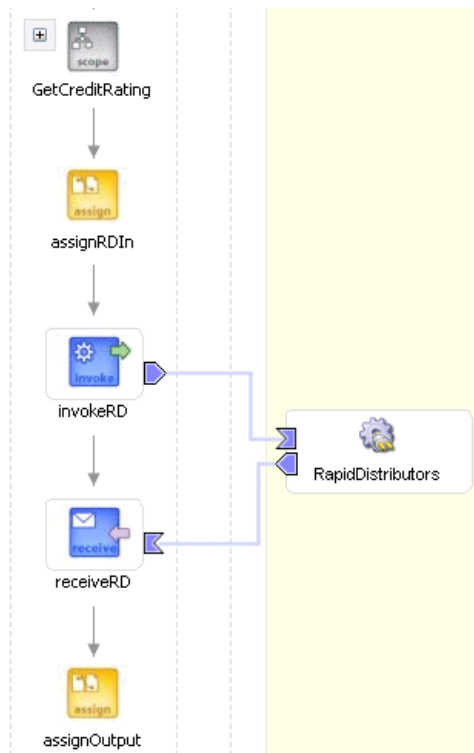 scope
GetCreditRating
assign
assignRDIn
invoke
invokeRD
RapidDistributors
receive
receiveRD
assign
assignOutput